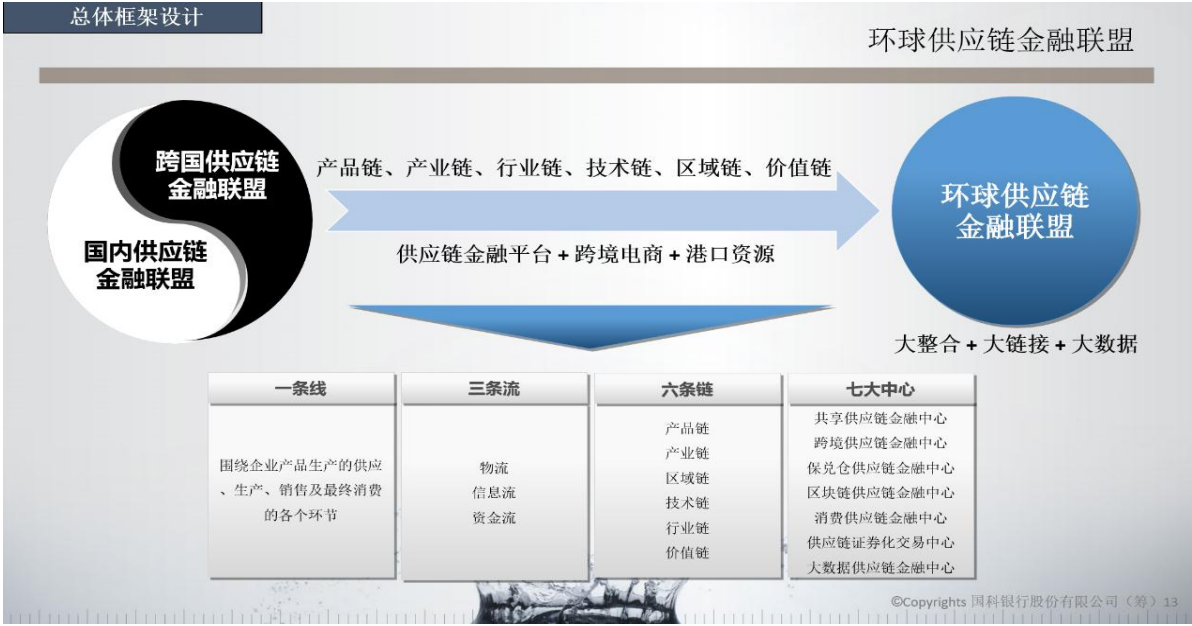 总体框架设计
环球供应链金融联盟
跨国供应链
金融联盟
国内供应链
金融联盟
产品链、产业链、行业链、技术链、区域链、价值链
供应链金融平台 + 跨境电商 + 港口资源
环球供应链
金融联盟
大整合 + 大链接 + 大数据
一条线
围绕企业产品生产的供应
、生产、销售及最终消费
的各个环节
三条流
物流
信息流
资金流
六条链
产品链
产业链
区域链
技术链
行业链
价值链
七大中心
共享供应链金融中心
跨境供应链金融中心
保兑仓供应链金融中心
区块链供应链金融中心
消费供应链金融中心
供应链证券化交易中心
大数据供应链金融中心
©Copyrights 国科银行股份有限公司（筹）13